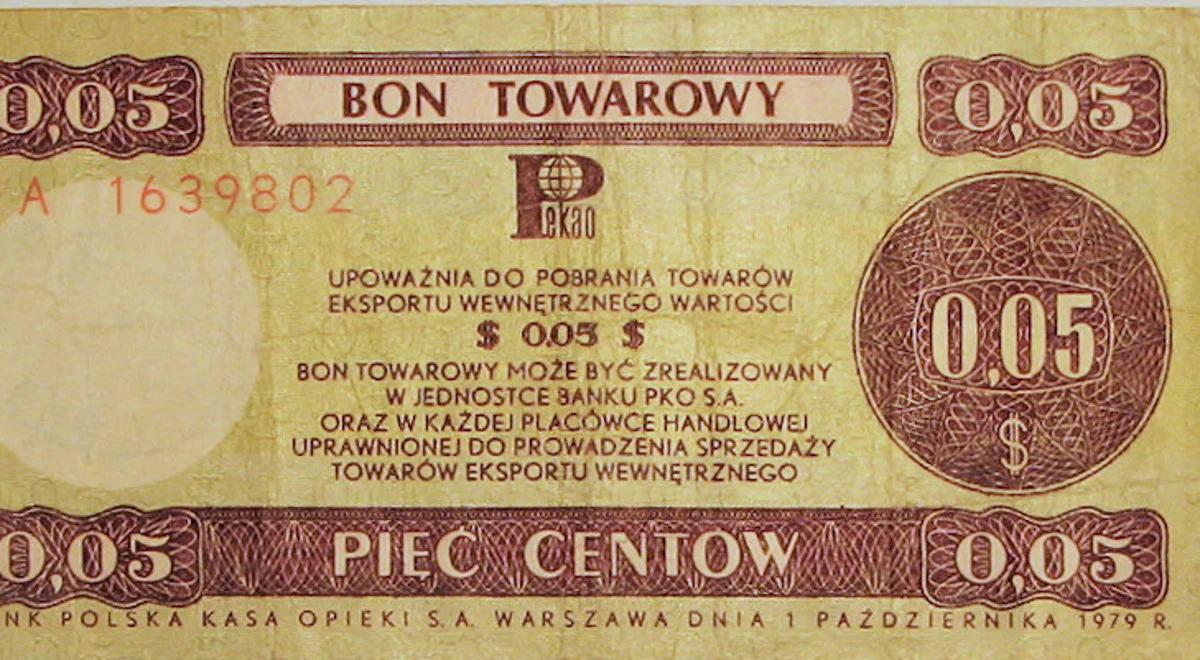 0,05 BON TOWAROWY 0,05
A 1639802
Pekao
UPOWAŻNIA DO POBRANIA TOWARÓW
EKSPORTU WEWNĘTRZNEGO WARTOŚCI
$ 0.05 $
0,05
$
BON TOWAROWY MOŻE BYĆ ZREALIZOWANY
W JEDNOSTCE BANKU PKO S.A.
ORAZ W KAŻDEJ PLACÓWCE HANDLOWEJ
UPRAWNIONEJ DO PROWADZENIA SPRZEDAŻY
TOWARÓW EKSPORTU WEWNĘTRZNEGO
0,05 PIĘĆ CENTÓW 0,05
NK POLSKA KASA OPIEKI S.A. WARSZAWA DNIA 1 PAŹDZIERNIKA 1979 R.